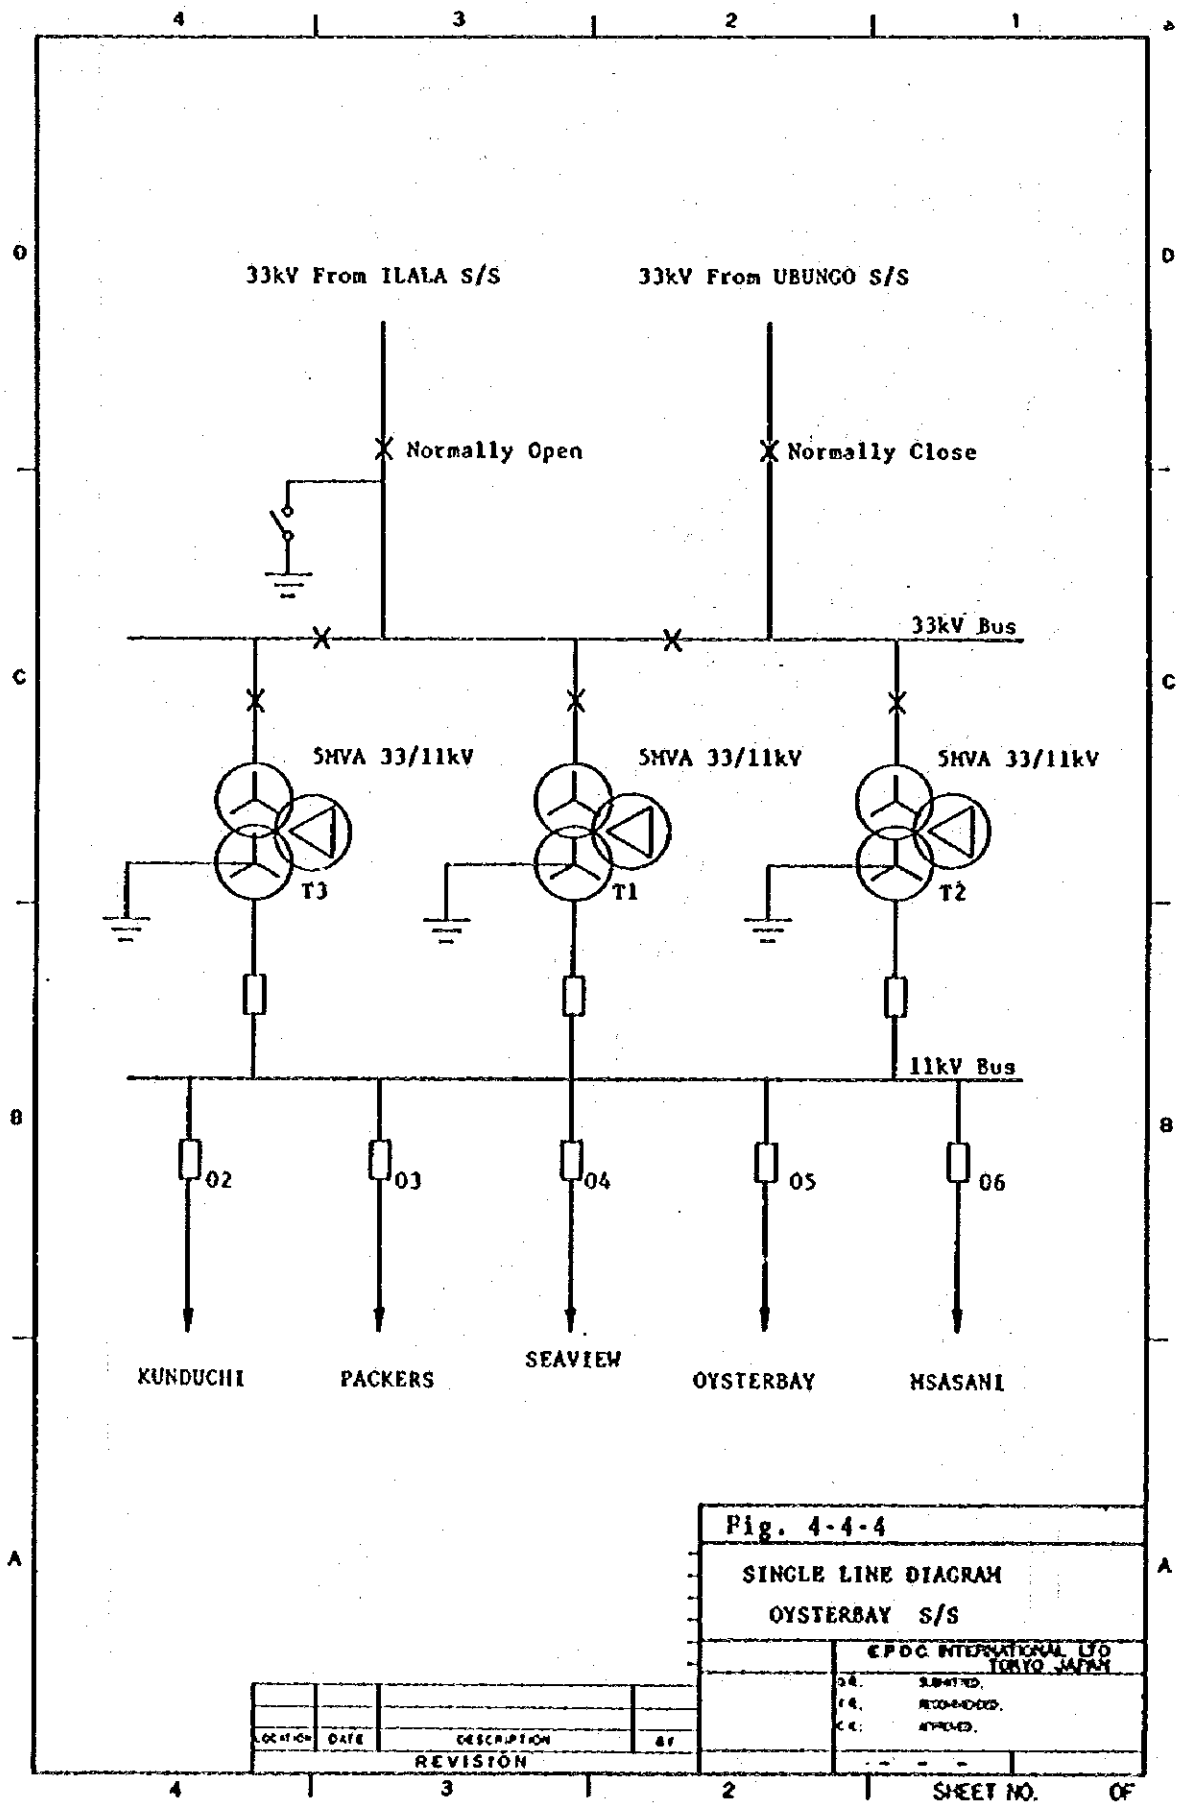 4 3 2 1
D D
33kV From ILALA S/S 33kV From UBUNGO S/S
Normally Open Normally Close
33kV Bus
C C
5MVA 33/11kV 5MVA 33/11kV 5MVA 33/11kV
T3 T1 T2
11kV Bus
B B
02 03 04 05 06
SEAVIEW
KUNDUCHI PACKERS OYSTERBAY MSASANI
Fig. 4-4-4
A A
SINGLE LINE DIAGRAM
OYSTERBAY S/S
E.P.D.C. INTERNATIONAL LTD
TOKYO JAPAN
SUBMITTED.
RECOMMENDED.
APPROVED.
LOCATION DATE DESCRIPTION BY
REVISION
4 3 2 SHEET NO. OF